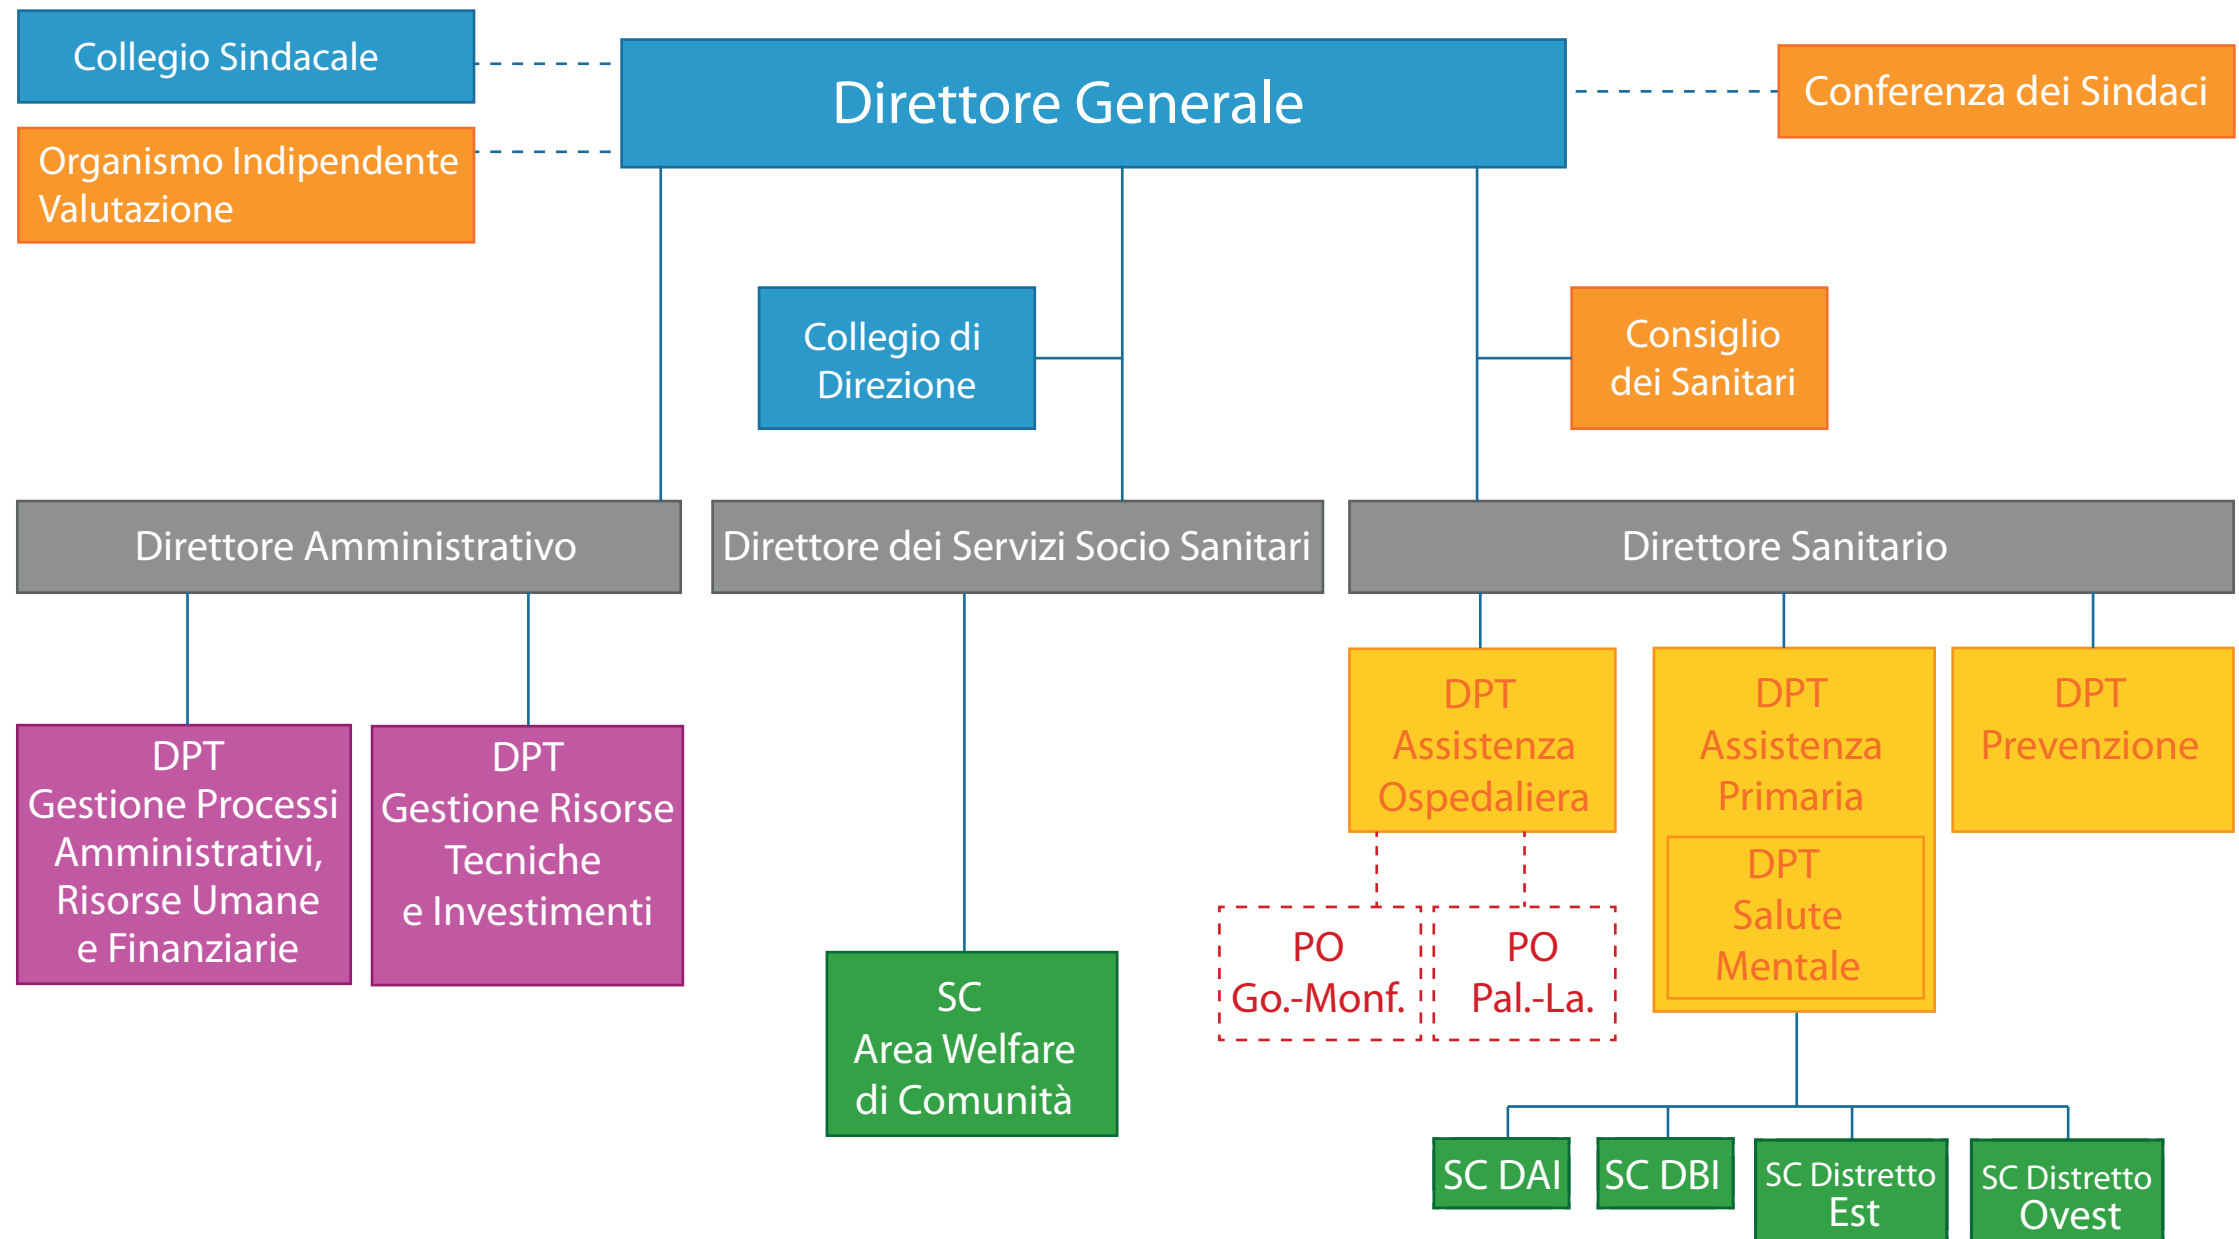 Collegio Sindacale
Direttore Generale
Conferenza dei Sindaci
Organismo Indipendente
Valutazione
Collegio di
Direzione
Consiglio
dei Sanitari
Direttore Amministrativo
Direttore dei Servizi Socio Sanitari
Direttore Sanitario
DPT
Gestione Processi
Amministrativi,
Risorse Umane
e Finanziarie
DPT
Gestione Risorse
Tecniche
e Investimenti
SC
Area Welfare
di Comunità
DPT
Assistenza
Ospedaliera
PO
Go.-Monf.
PO
Pal.-La.
DPT
Assistenza
Primaria
DPT
Salute
Mentale
DPT
Prevenzione
SC DAI
SC DBI
SC Distretto
Est
SC Distretto
Ovest